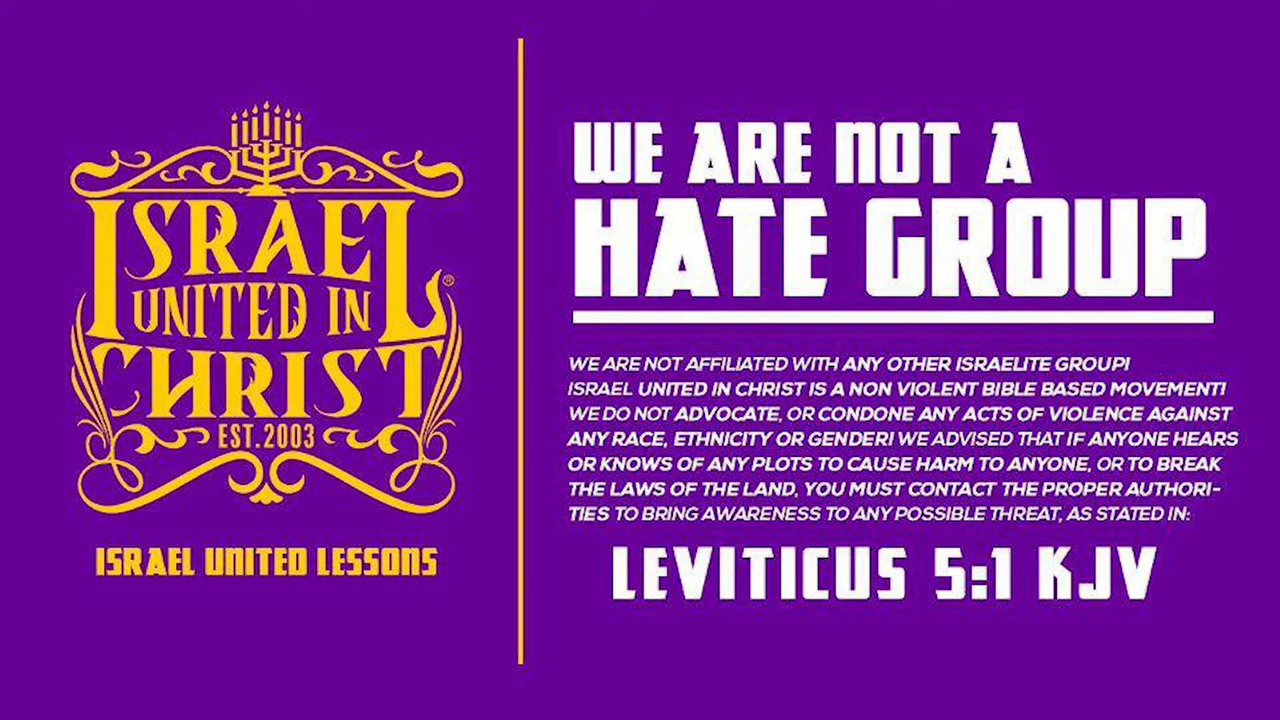 ISRAEL
UNITED IN
CHRIST
®
EST. 2003
ISRAEL UNITED LESSONS
WE ARE NOT A
HATE GROUP
WE ARE NOT AFFILIATED WITH ANY OTHER ISRAELITE GROUP!
ISRAEL UNITED IN CHRIST IS A NON VIOLENT BIBLE BASED MOVEMENT!
WE DO NOT ADVOCATE, OR CONDONE ANY ACTS OF VIOLENCE AGAINST
ANY RACE, ETHNICITY OR GENDER! WE ADVISED THAT IF ANYONE HEARS
OR KNOWS OF ANY PLOTS TO CAUSE HARM TO ANYONE, OR TO BREAK
THE LAWS OF THE LAND, YOU MUST CONTACT THE PROPER AUTHORI-
TIES TO BRING AWARENESS TO ANY POSSIBLE THREAT, AS STATED IN:
LEVITICUS 5:1 KJV